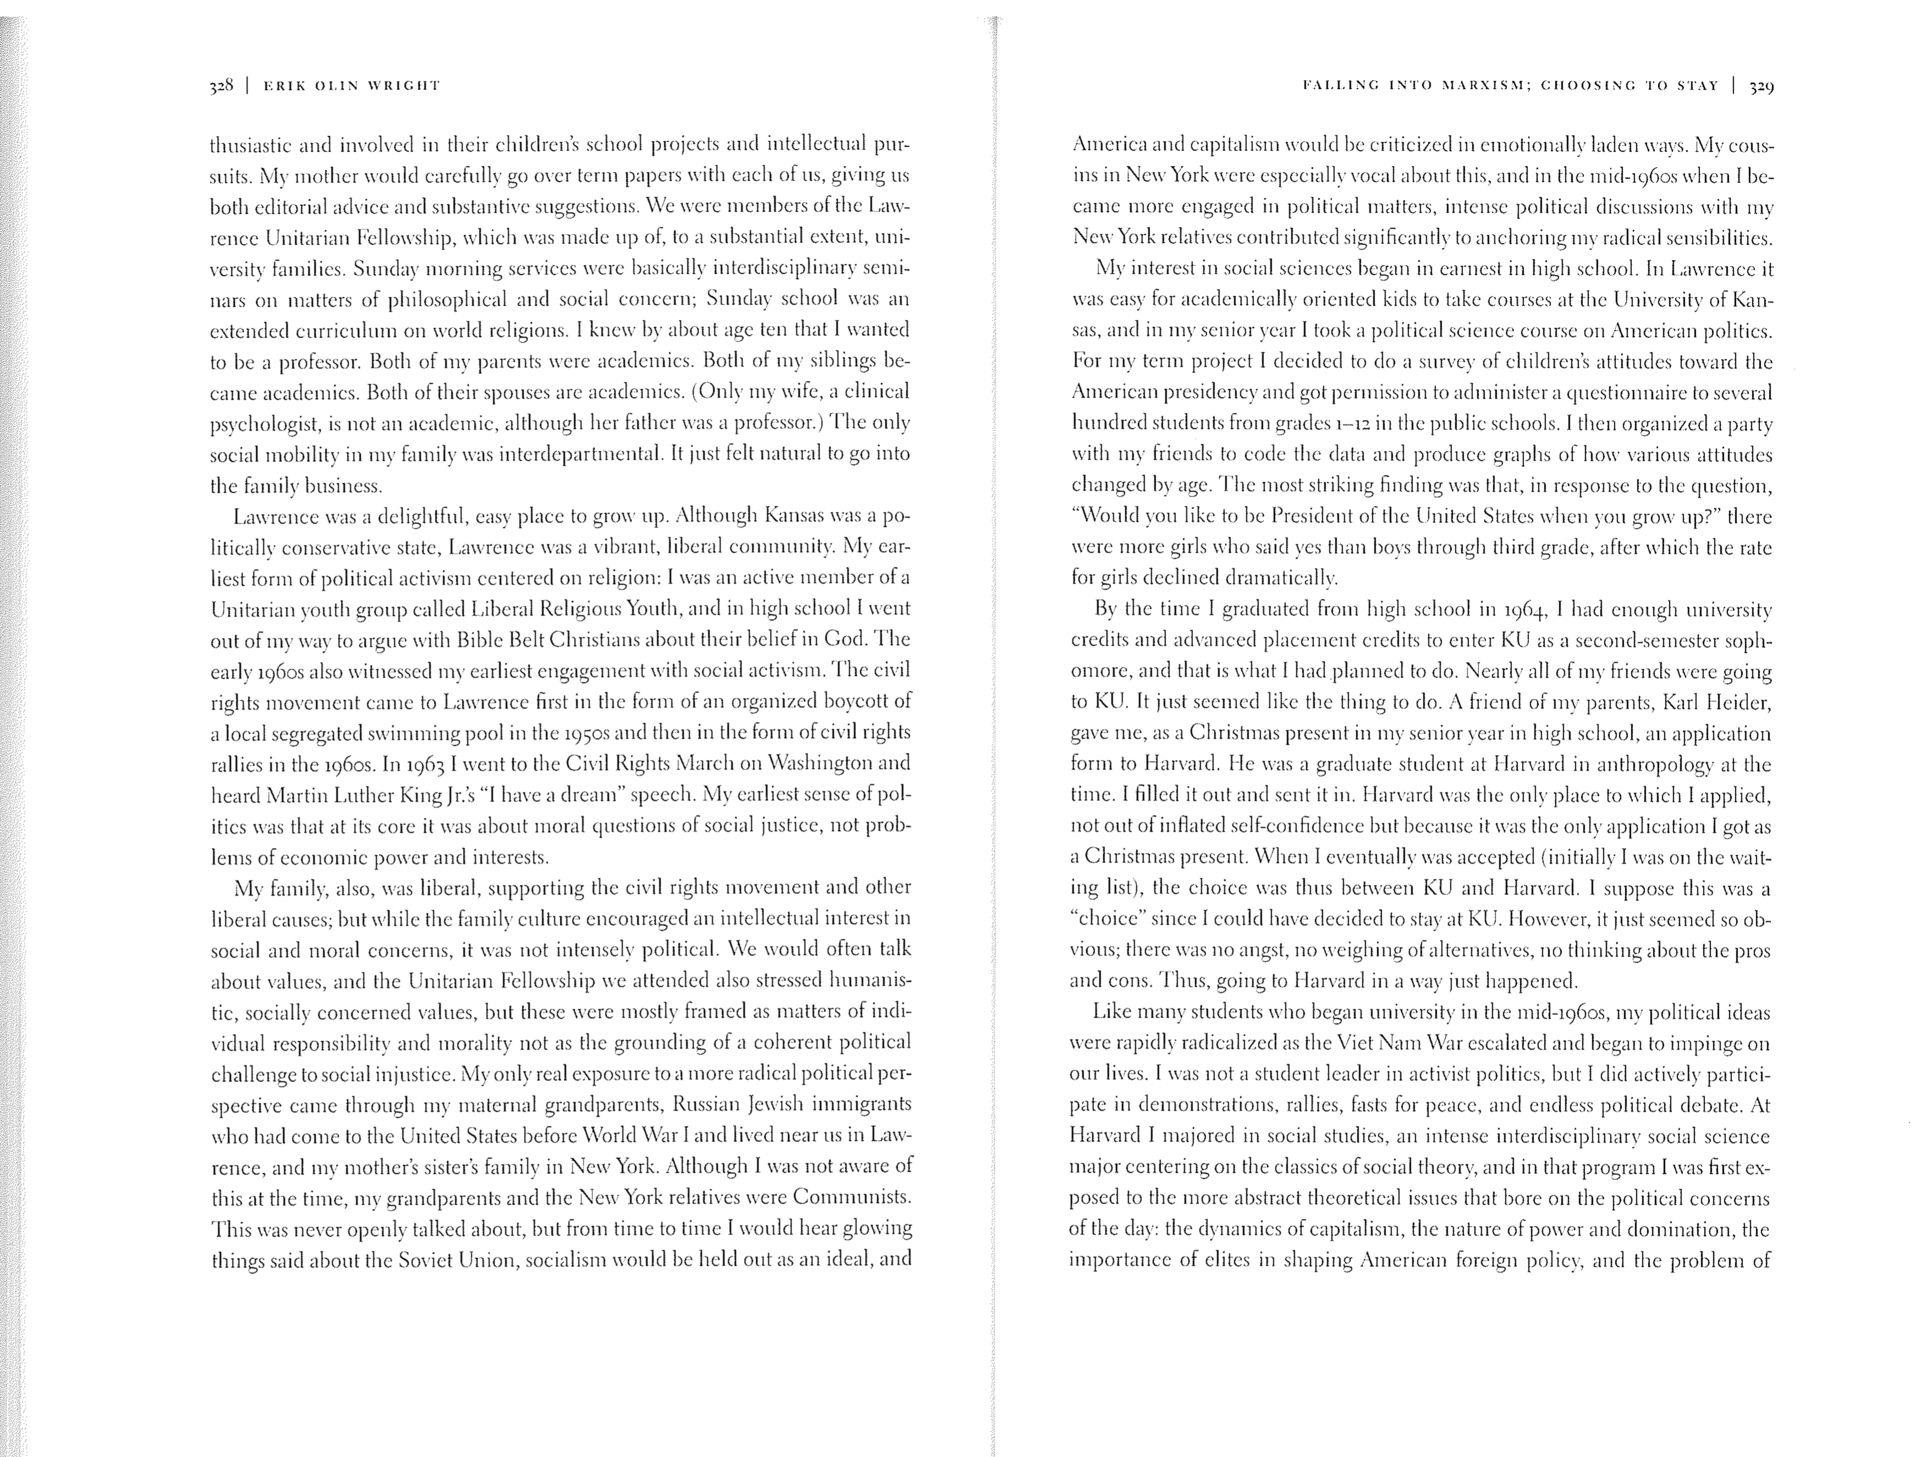 328 | ERIK OLIN WRIGHT
thusiastic and involved in their children's school projects and intellectual pur-
suits. My mother would carefully go over term papers with each of us, giving us
both editorial advice and substantive suggestions. We were members of the Law-
rence Unitarian Fellowship, which was made up of, to a substantial extent, uni-
versity families. Sunday morning services were basically interdisciplinary semi-
nars on matters of philosophical and social concern; Sunday school was an
extended curriculum on world religions. I knew by about age ten that I wanted
to be a professor. Both of my parents were academics. Both of my siblings be-
came academics. Both of their spouses are academics. (Only my wife, a clinical
psychologist, is not an academic, although her father was a professor.) The only
social mobility in my family was interdepartmental. It just felt natural to go into
the family business.
Lawrence was a delightful, easy place to grow up. Although Kansas was a po-
litically conservative state, Lawrence was a vibrant, liberal community. My ear-
liest form of political activism centered on religion: I was an active member of a
Unitarian youth group called Liberal Religious Youth, and in high school I went
out of my way to argue with Bible Belt Christians about their belief in God. The
early 1960s also witnessed my earliest engagement with social activism. The civil
rights movement came to Lawrence first in the form of an organized boycott of
a local segregated swimming pool in the 1950s and then in the form of civil rights
rallies in the 1960s. In 1963 I went to the Civil Rights March on Washington and
heard Martin Luther King Jr.'s "I have a dream" speech. My earliest sense of pol-
itics was that at its core it was about moral questions of social justice, not prob-
lems of economic power and interests.
My family, also, was liberal, supporting the civil rights movement and other
liberal causes; but while the family culture encouraged an intellectual interest in
social and moral concerns, it was not intensely political. We would often talk
about values, and the Unitarian Fellowship we attended also stressed humanis-
tic, socially concerned values, but these were mostly framed as matters of indi-
vidual responsibility and morality not as the grounding of a coherent political
challenge to social injustice. My only real exposure to a more radical political per-
spective came through my maternal grandparents, Russian Jewish immigrants
who had come to the United States before World War I and lived near us in Law-
rence, and my mother's sister's family in New York. Although I was not aware of
this at the time, my grandparents and the New York relatives were Communists.
This was never openly talked about, but from time to time I would hear glowing
things said about the Soviet Union, socialism would be held out as an ideal, and
FALLING INTO MARXISM; CHOOSING TO STAY | 329
America and capitalism would be criticized in emotionally laden ways. My cous-
ins in New York were especially vocal about this, and in the mid-1960s when I be-
came more engaged in political matters, intense political discussions with my
New York relatives contributed significantly to anchoring my radical sensibilities.
My interest in social sciences began in earnest in high school. In Lawrence it
was easy for academically oriented kids to take courses at the University of Kan-
sas, and in my senior year I took a political science course on American politics.
For my term project I decided to do a survey of children's attitudes toward the
American presidency and got permission to administer a questionnaire to several
hundred students from grades 1–12 in the public schools. I then organized a party
with my friends to code the data and produce graphs of how various attitudes
changed by age. The most striking finding was that, in response to the question,
"Would you like to be President of the United States when you grow up?" there
were more girls who said yes than boys through third grade, after which the rate
for girls declined dramatically.
By the time I graduated from high school in 1964, I had enough university
credits and advanced placement credits to enter KU as a second-semester soph-
omore, and that is what I had planned to do. Nearly all of my friends were going
to KU. It just seemed like the thing to do. A friend of my parents, Karl Heider,
gave me, as a Christmas present in my senior year in high school, an application
form to Harvard. He was a graduate student at Harvard in anthropology at the
time. I filled it out and sent it in. Harvard was the only place to which I applied,
not out of inflated self-confidence but because it was the only application I got as
a Christmas present. When I eventually was accepted (initially I was on the wait-
ing list), the choice was thus between KU and Harvard. I suppose this was a
"choice" since I could have decided to stay at KU. However, it just seemed so ob-
vious; there was no angst, no weighing of alternatives, no thinking about the pros
and cons. Thus, going to Harvard in a way just happened.
Like many students who began university in the mid-1960s, my political ideas
were rapidly radicalized as the Viet Nam War escalated and began to impinge on
our lives. I was not a student leader in activist politics, but I did actively partici-
pate in demonstrations, rallies, fasts for peace, and endless political debate. At
Harvard I majored in social studies, an intense interdisciplinary social science
major centering on the classics of social theory, and in that program I was first ex-
posed to the more abstract theoretical issues that bore on the political concerns
of the day: the dynamics of capitalism, the nature of power and domination, the
importance of elites in shaping American foreign policy, and the problem of